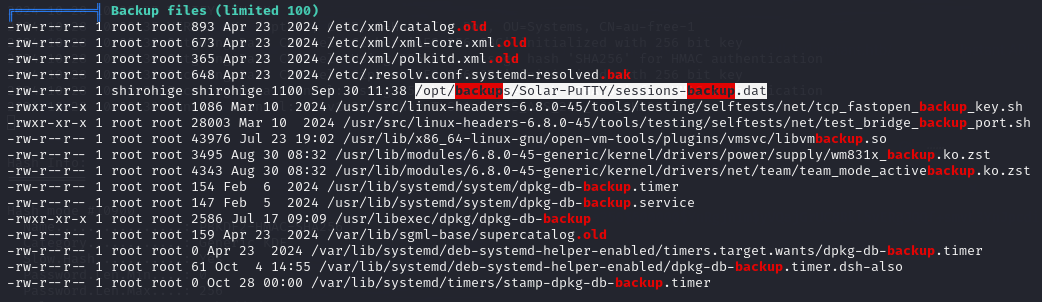 Backup files (limited 100)
-rw-r--r-- 1 root root 893 Apr 23  2024 /etc/xml/catalog.old
-rw-r--r-- 1 root root 673 Apr 23  2024 /etc/xml/xml-core.xml.old
-rw-r--r-- 1 root root 365 Apr 23  2024 /etc/xml/polkitd.xml.old
-rw-r--r-- 1 root root 648 Apr 23  2024 /etc/.resolv.conf.systemd-resolved.bak
-rw-r--r-- 1 shirohige shirohige 1100 Sep 30 11:38 /opt/backups/Solar-PuTTY/sessions-backup.dat
-rwxr-xr-x 1 root root 1086 Mar 10  2024 /usr/src/linux-headers-6.8.0-45/tools/testing/selftests/net/tcp_fastopen_backup_key.sh
-rwxr-xr-x 1 root root 28003 Mar 10  2024 /usr/src/linux-headers-6.8.0-45/tools/testing/selftests/net/test_bridge_backup_port.sh
-rw-r--r-- 1 root root 43976 Jul 23 19:02 /usr/lib/x86_64-linux-gnu/open-vm-tools/plugins/vmsvc/libvmbackup.so
-rw-r--r-- 1 root root 3495 Aug 30 08:32 /usr/lib/modules/6.8.0-45-generic/kernel/drivers/power/supply/wm831x_backup.ko.zst
-rw-r--r-- 1 root root 4343 Aug 30 08:32 /usr/lib/modules/6.8.0-45-generic/kernel/drivers/net/team/team_mode_activebackup.ko.zst
-rw-r--r-- 1 root root 154 Feb  6  2024 /usr/lib/systemd/system/dpkg-db-backup.timer
-rw-r--r-- 1 root root 147 Feb  5  2024 /usr/lib/systemd/system/dpkg-db-backup.service
-rwxr-xr-x 1 root root 2586 Jul 17 09:09 /usr/libexec/dpkg/dpkg-db-backup
-rw-r--r-- 1 root root 159 Apr 23  2024 /var/lib/sgml-base/supercatalog.old
-rw-r--r-- 1 root root 0 Apr 23  2024 /var/lib/systemd/deb-systemd-helper-enabled/timers.target.wants/dpkg-db-backup.timer
-rw-r--r-- 1 root root 61 Oct  4 14:55 /var/lib/systemd/deb-systemd-helper-enabled/dpkg-db-backup.timer.dsh-also
-rw-r--r-- 1 root root 0 Oct 28 00:00 /var/lib/systemd/timers/stamp-dpkg-db-backup.timer